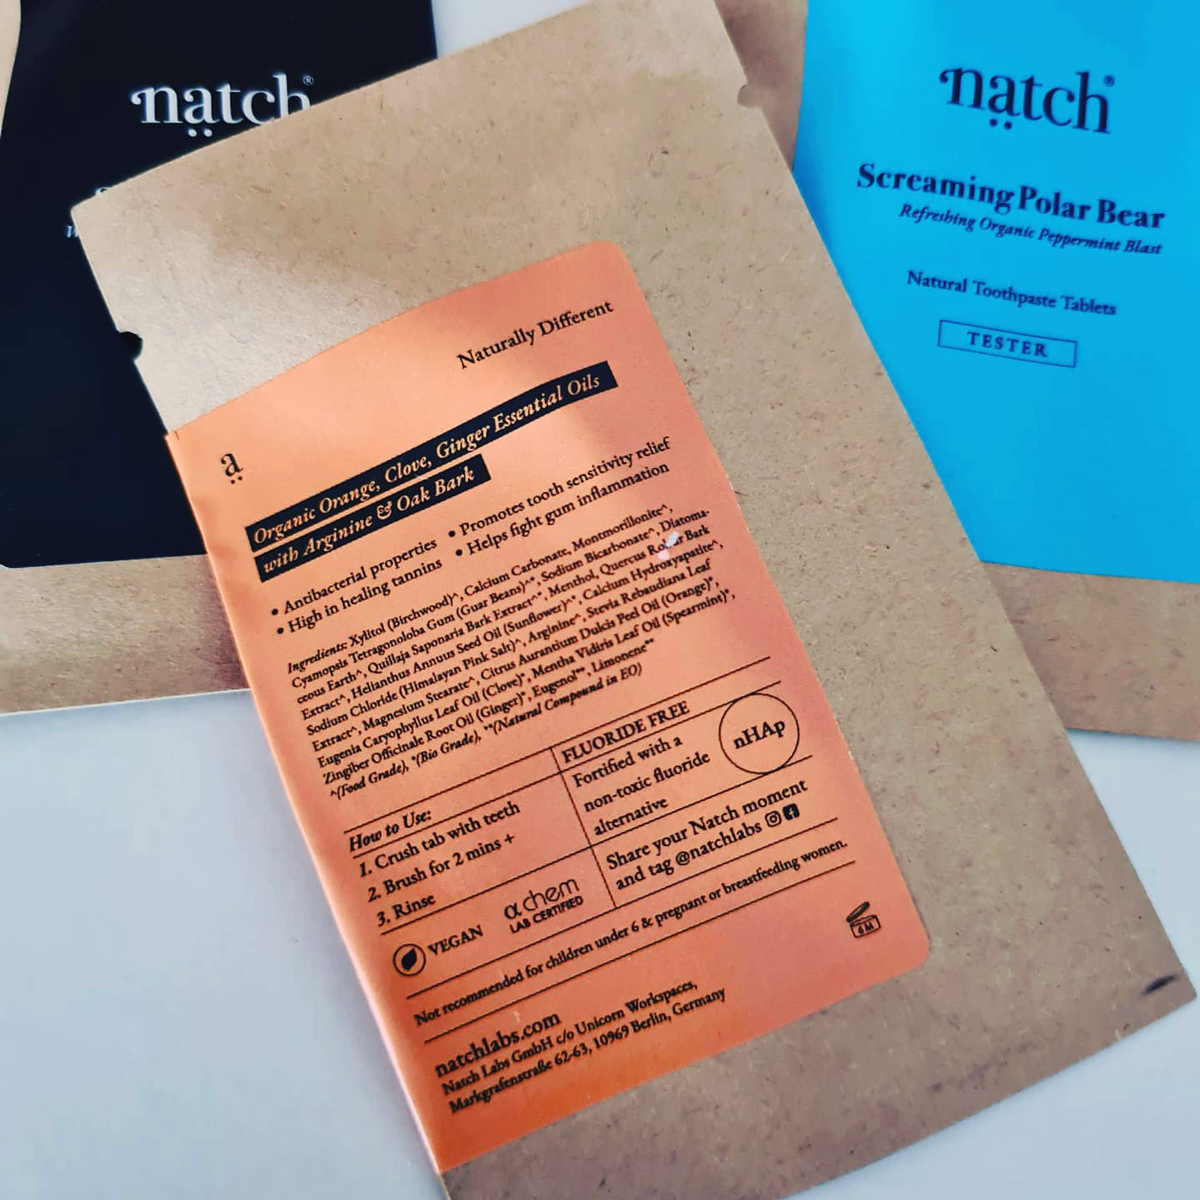 natch®
natch®
Screaming Polar Bear
Refreshing Organic Peppermint Blast
Natural Toothpaste Tablets
TESTER
Naturally Different
a
Organic Orange, Clove, Ginger Essential Oils
with Arginine & Oak Bark
• Antibacterial properties • Promotes tooth sensitivity relief
• High in healing tannins • Helps fight gum inflammation
Ingredients: Xylitol (Birchwood)^, Calcium Carbonate, Montmorillonite^,
Cyamopsis Tetragonoloba Gum (Guar Beans)^*, Sodium Bicarbonate^, Diatoma-
ceous Earth^, Quillaja Saponaria Bark Extract^*, Menthol, Quercus Bark
Extract^, Helianthus Annuus Seed Oil (Sunflower)^*, Calcium Hydroxyapatite^,
Sodium Chloride (Himalayan Pink Salt)^, Arginine^, Stevia Rebaudiana Leaf
Extract^, Magnesium Stearate^, Citrus Aurantium Dulcis Peel Oil (Orange)*,
Eugenia Caryophyllus Leaf Oil (Clove)*, Mentha Vidiris Leaf Oil (Spearmint)*,
Zingiber Officinale Root Oil (Ginger)*, Eugenol**, Limonene**
^(Food Grade), *(Bio Grade), **(Natural Compound in EO)
How to Use:
1. Crush tab with teeth
2. Brush for 2 mins +
3. Rinse
FLUORIDE FREE
Fortified with a
non-toxic fluoride
alternative
nHAp
Share your Natch moment
and tag @natchlabs
VEGAN
αchem
LAB CERTIFIED
Not recommended for children under 6 & pregnant or breastfeeding women.
6M
natchlabs.com
Natch Labs GmbH c/o Unicorn Workspaces,
Markgrafenstraße 62-63, 10969 Berlin, Germany